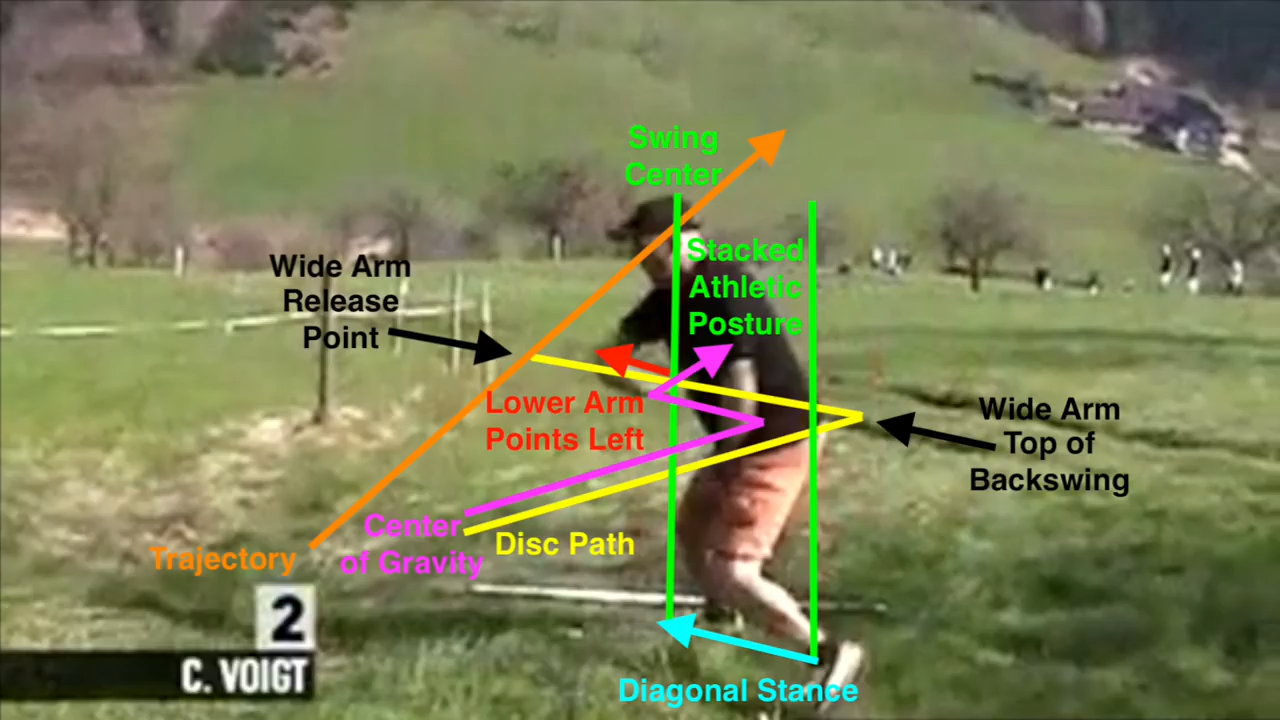 Swing
Center
Stacked
Athletic
Posture
Wide Arm
Release
Point
Lower Arm
Points Left
Wide Arm
Top of
Backswing
Center
of Gravity
Disc Path
Trajectory
2
C. VOIGT
Diagonal Stance